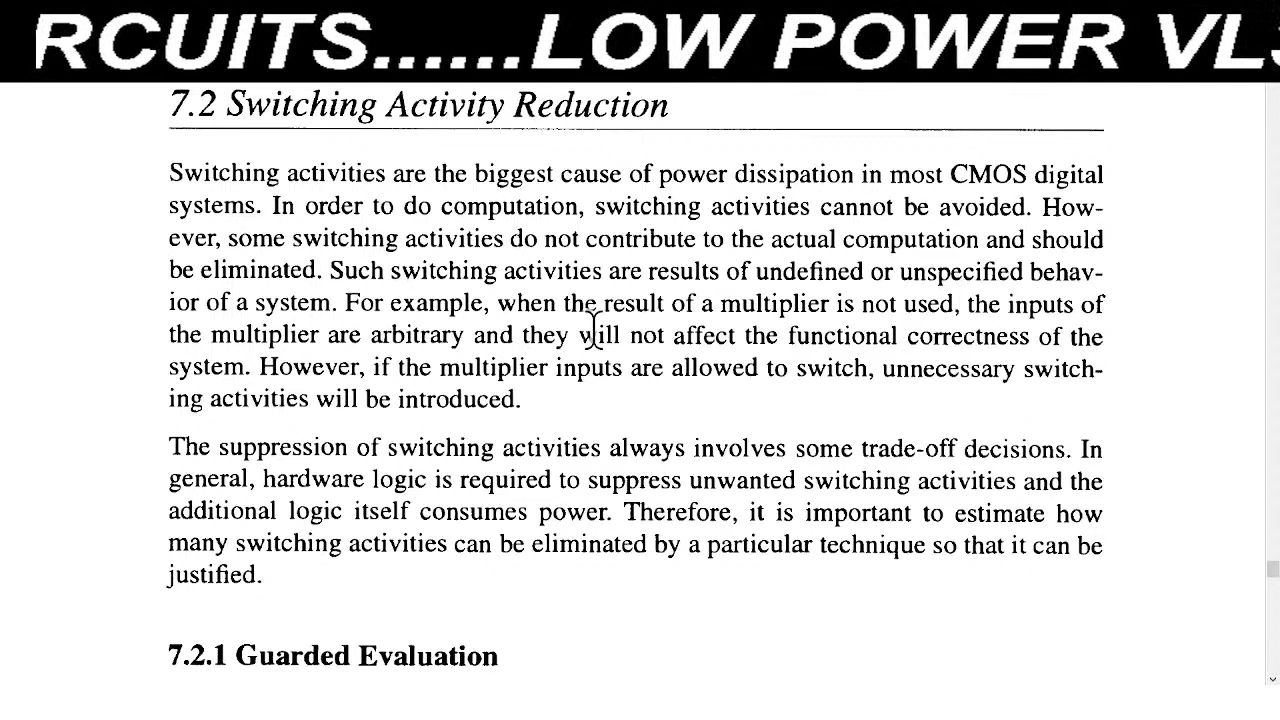 RCUITS......LOW POWER VLS
7.2 Switching Activity Reduction
Switching activities are the biggest cause of power dissipation in most CMOS digital
systems. In order to do computation, switching activities cannot be avoided. How-
ever, some switching activities do not contribute to the actual computation and should
be eliminated. Such switching activities are results of undefined or unspecified behav-
ior of a system. For example, when the result of a multiplier is not used, the inputs of
the multiplier are arbitrary and they will not affect the functional correctness of the
system. However, if the multiplier inputs are allowed to switch, unnecessary switch-
ing activities will be introduced.
The suppression of switching activities always involves some trade-off decisions. In
general, hardware logic is required to suppress unwanted switching activities and the
additional logic itself consumes power. Therefore, it is important to estimate how
many switching activities can be eliminated by a particular technique so that it can be
justified.
7.2.1 Guarded Evaluation